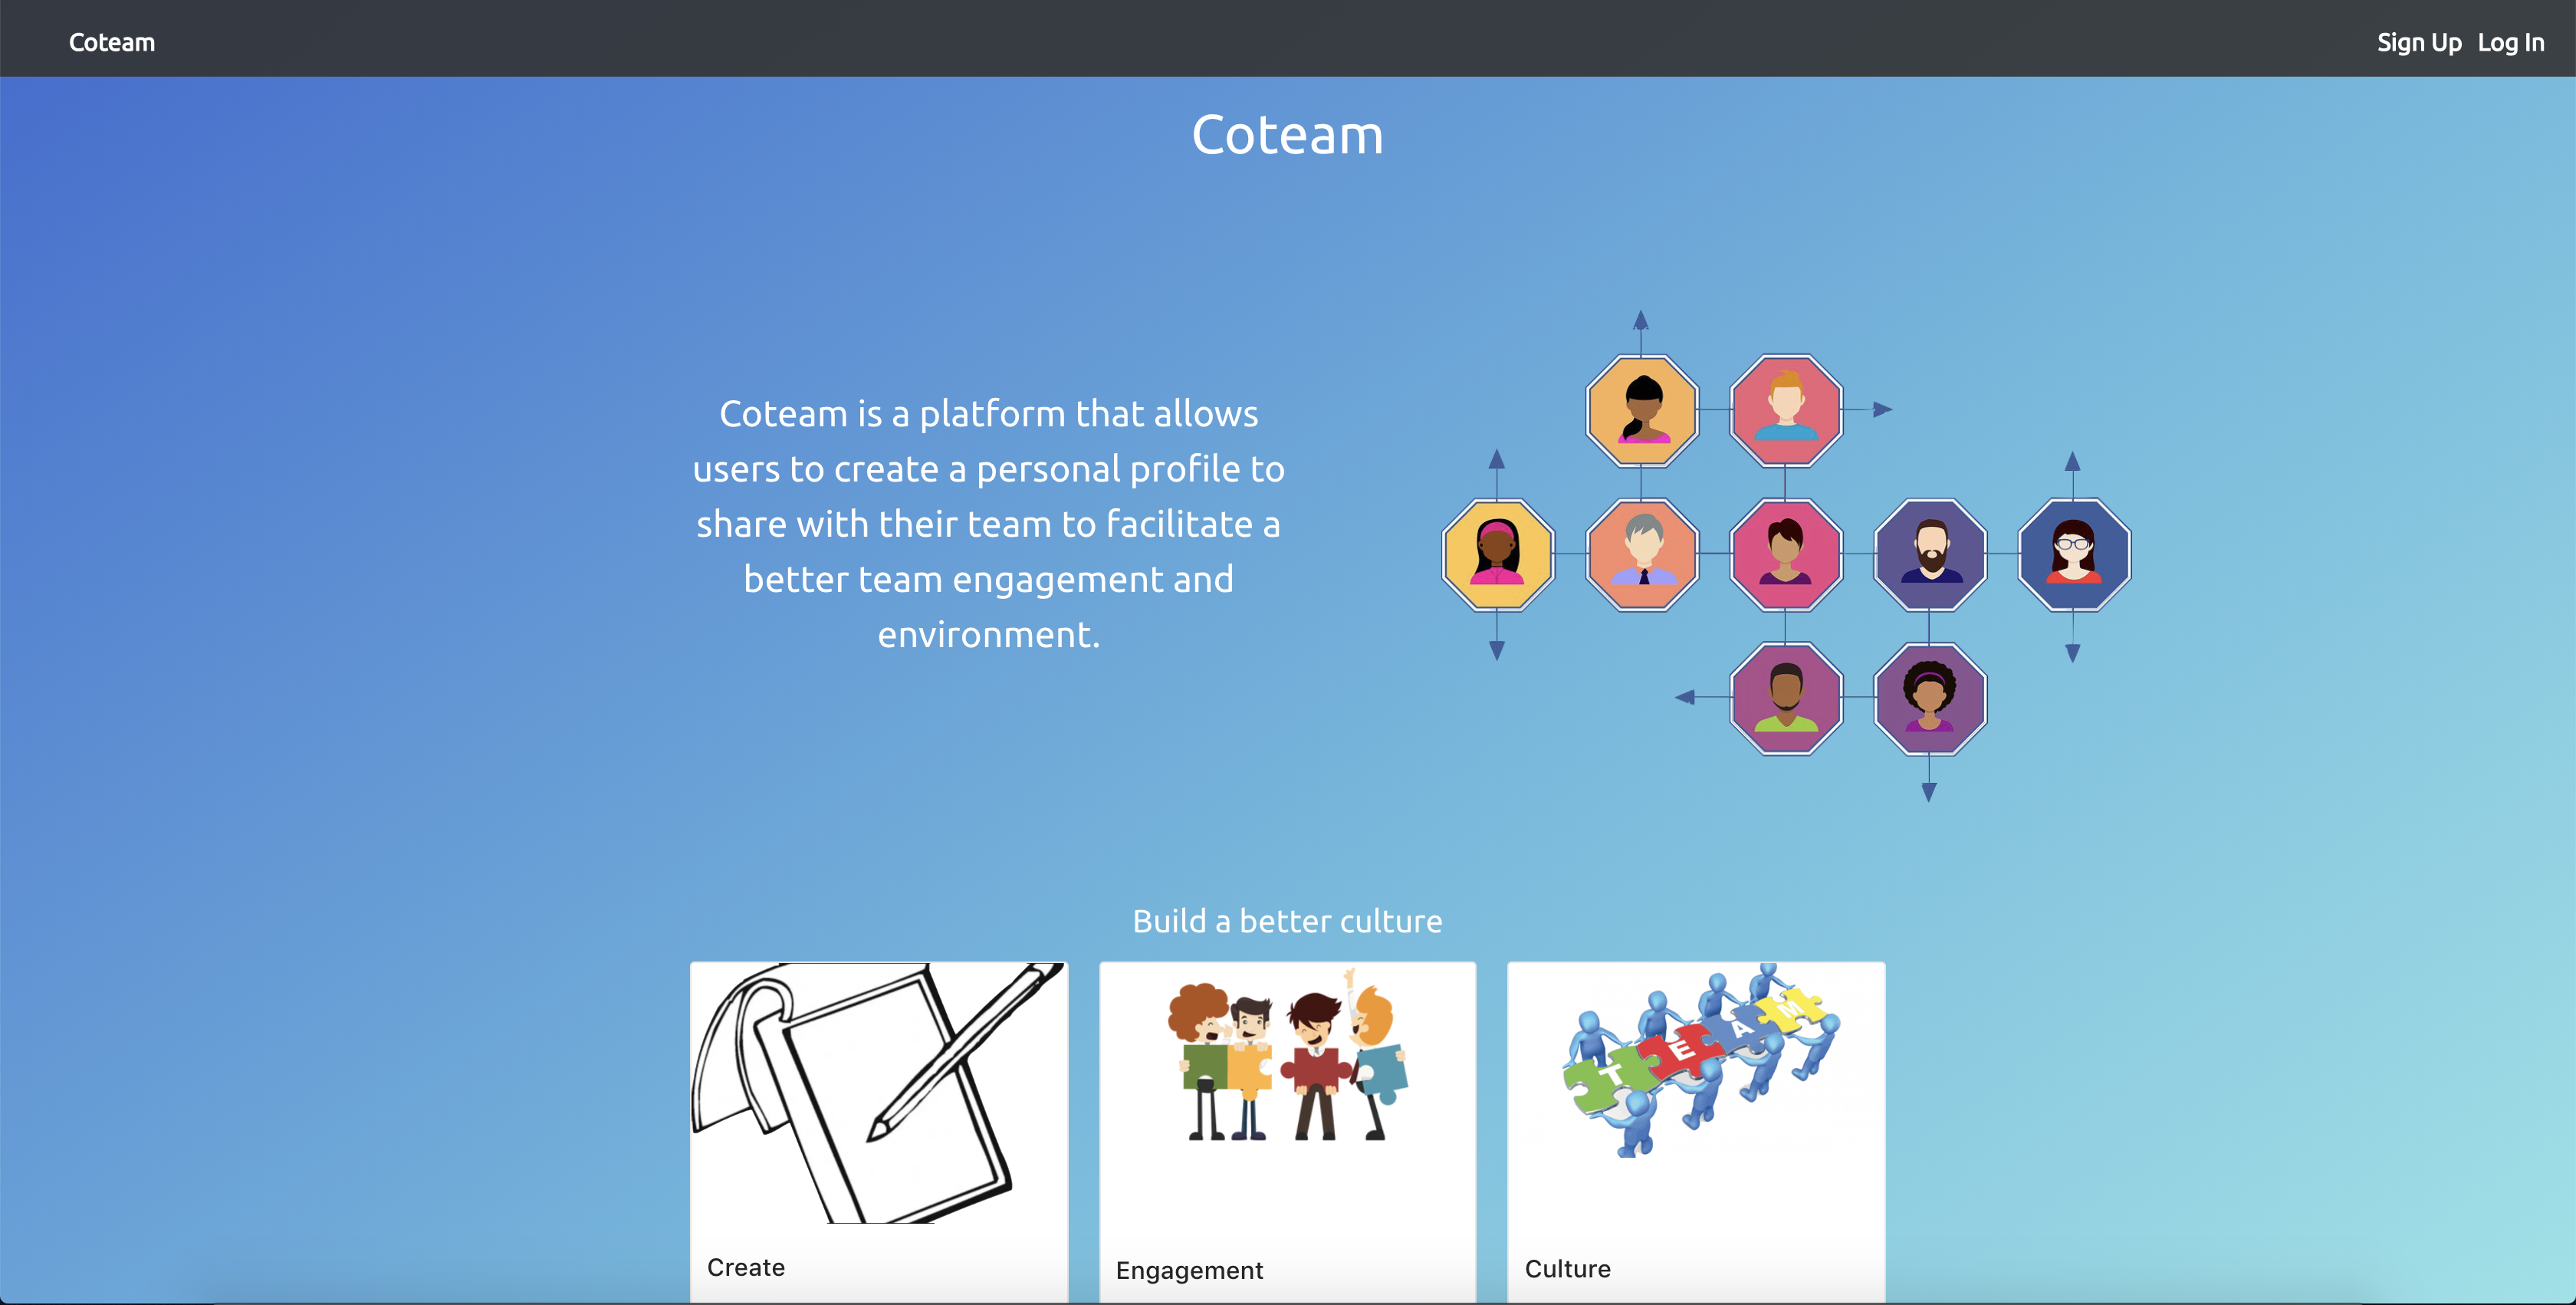 Coteam
Sign Up Log In
Coteam
Coteam is a platform that allows
users to create a personal profile to
share with their team to facilitate a
better team engagement and
environment.
Build a better culture
T E A M
Create
Engagement
Culture